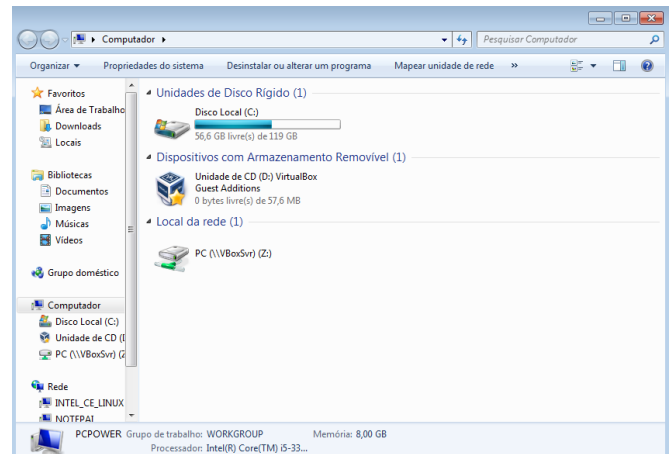 Computador
Pesquisar Computador
Organizar
Propriedades do sistema
Desinstalar ou alterar um programa
Mapear unidade de rede
»
Favoritos
Área de Trabalho
Downloads
Locais
Bibliotecas
Documentos
Imagens
Músicas
Vídeos
Grupo doméstico
Computador
Disco Local (C:)
Unidade de CD (
PC (\\VBoxSvr) (Z
Rede
INTEL_CE_LINUX
NOTEPAI
Unidades de Disco Rígido (1)
Disco Local (C:)
56,6 GB livre(s) de 119 GB
Dispositivos com Armazenamento Removível (1)
Unidade de CD (D:) VirtualBox
Guest Additions
0 bytes livre(s) de 57,6 MB
Local da rede (1)
PC (\\VBoxSvr) (Z:)
PCPOWER Grupo de trabalho: WORKGROUP Memória: 8,00 GB
Processador: Intel(R) Core(TM) i5-33...